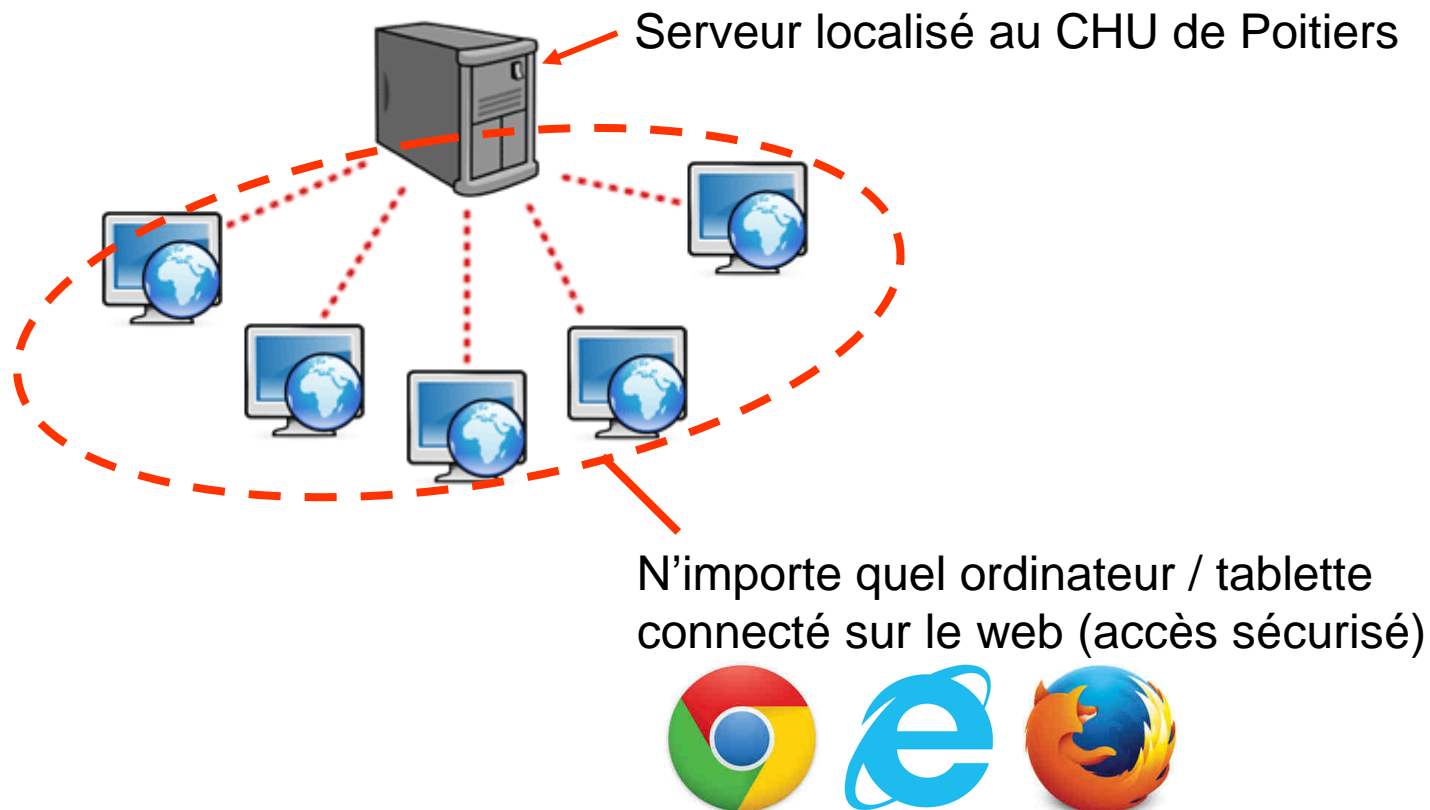 Serveur localisé au CHU de Poitiers
N’importe quel ordinateur / tablette
connecté sur le web (accès sécurisé)